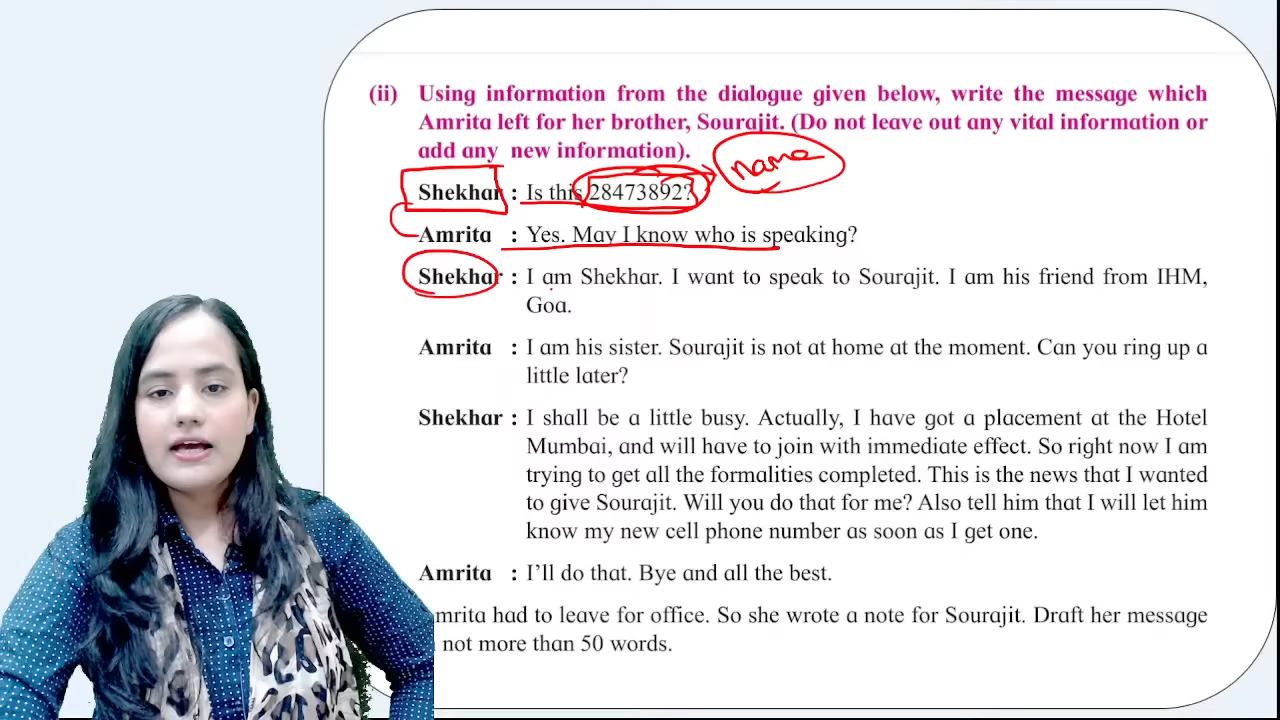 (ii) Using information from the dialogue given below, write the message which
Amrita left for her brother, Sourajit. (Do not leave out any vital information or
add any new information).
name
Shekhar : Is this 28473892?
Amrita : Yes. May I know who is speaking?
Shekhar : I am Shekhar. I want to speak to Sourajit. I am his friend from IHM,
Goa.
Amrita : I am his sister. Sourajit is not at home at the moment. Can you ring up a
little later?
Shekhar : I shall be a little busy. Actually, I have got a placement at the Hotel
Mumbai, and will have to join with immediate effect. So right now I am
trying to get all the formalities completed. This is the news that I wanted
to give Sourajit. Will you do that for me? Also tell him that I will let him
know my new cell phone number as soon as I get one.
Amrita : I'll do that. Bye and all the best.
mrita had to leave for office. So she wrote a note for Sourajit. Draft her message
not more than 50 words.